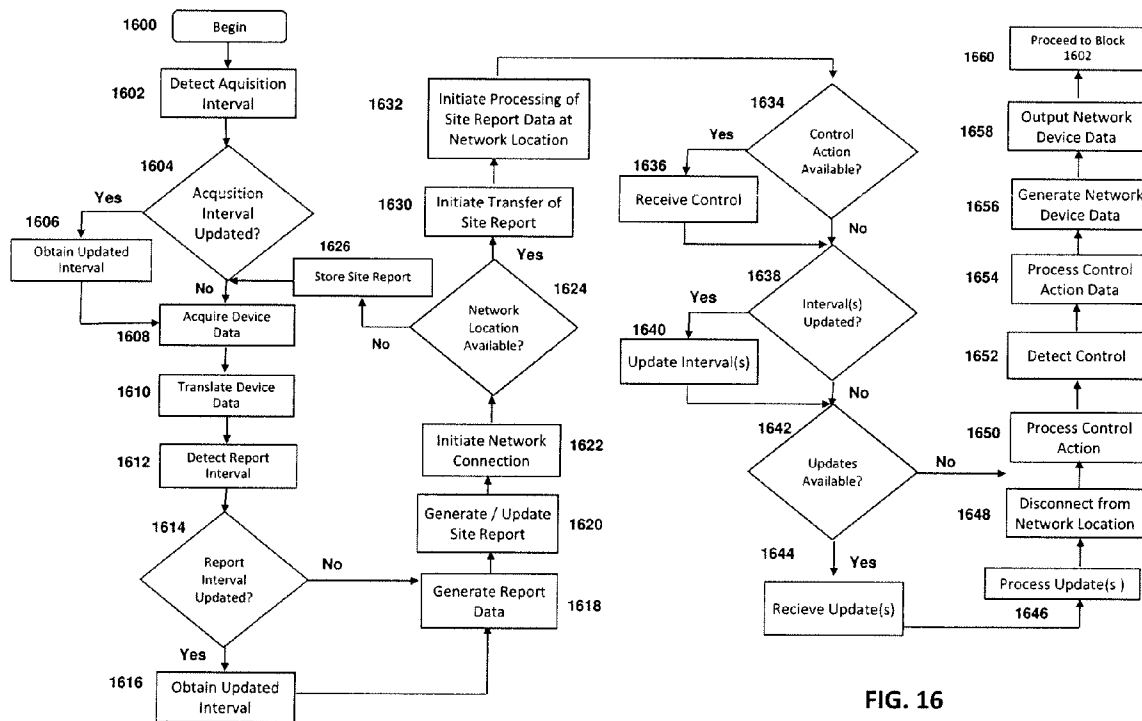 1600
Begin
1602
Detect Aquisition
Interval
1604
Acqusition
Interval
Updated?
Yes
1606
Obtain Updated
Interval
No
Acquire Device
Data
1608
1610
Translate Device
Data
1612
Detect Report
Interval
1614
Report
Interval
Updated?
No
Yes
1616
Obtain Updated
Interval
Generate Report
Data
1618
Generate / Update
Site Report
1620
Initiate Network
Connection
1622
Network
Location
Available?
1624
No
1626
Store Site Report
Yes
1630
Initiate Transfer of
Site Report
1632
Initiate Processing of
Site Report Data at
Network Location
1634
Control
Action
Available?
Yes
1636
Receive Control
No
1638
Interval(s)
Updated?
Yes
1640
Update Interval(s)
No
1642
Updates
Available?
No
1644
Yes
Recieve Update(s)
1646
Process Update(s )
1648
Disconnect from
Network Location
1650
Process Control
Action
1652
Detect Control
1654
Process Control
Action Data
1656
Generate Network
Device Data
1658
Output Network
Device Data
1660
Proceed to Block
1602
FIG. 16